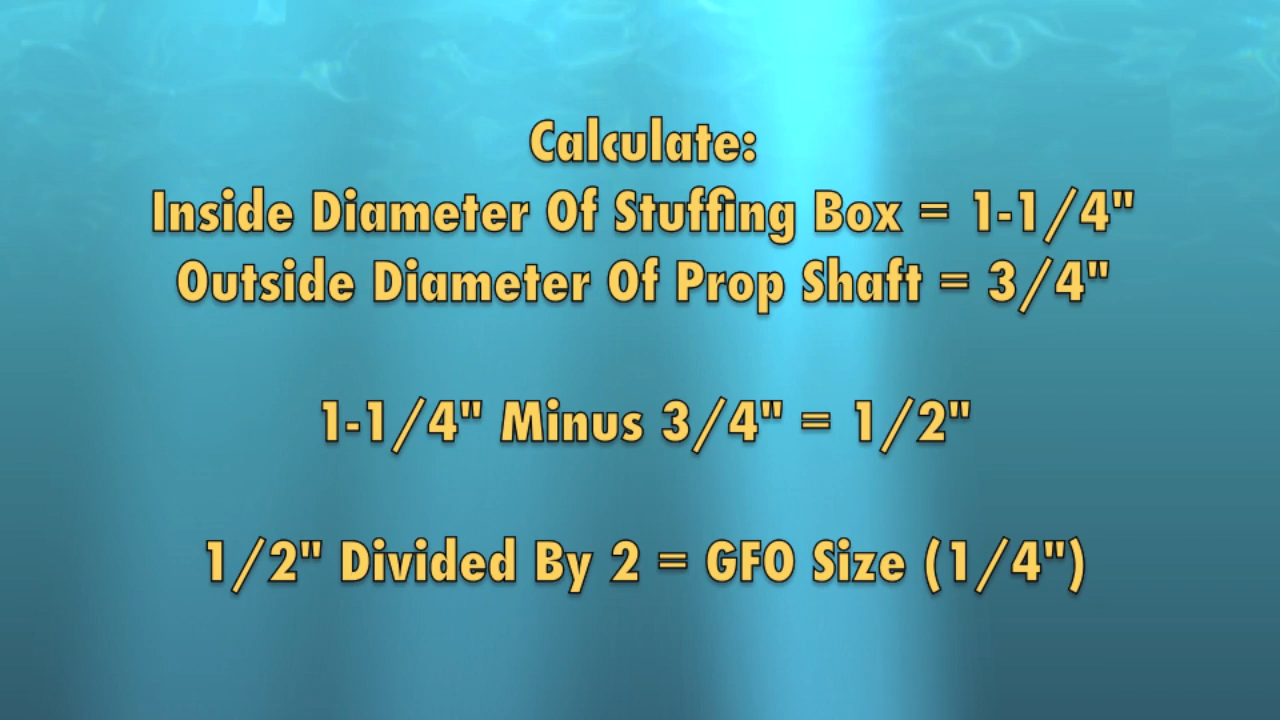 Calculate:
Inside Diameter Of Stuffing Box = 1-1/4"
Outside Diameter Of Prop Shaft = 3/4"
1-1/4" Minus 3/4" = 1/2"
1/2" Divided By 2 = GFO Size (1/4")